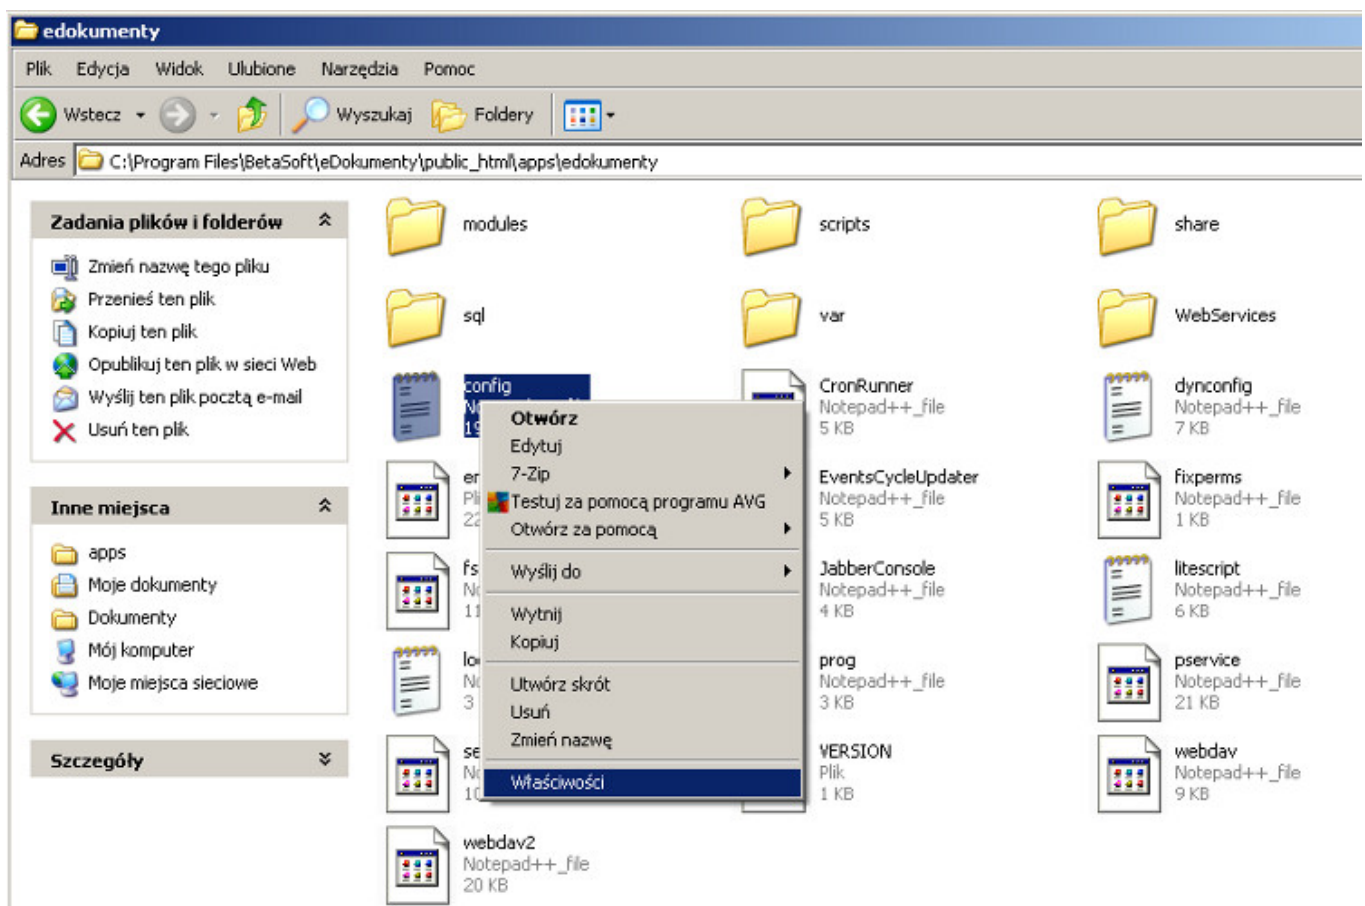 edokumenty
Plik Edycja Widok Ulubione Narzędzia Pomoc
Wstecz Wyszukaj Foldery
Adres C:\Program Files\BetaSoft\eDokumenty\public_html\apps\edokumenty
Zadania plików i folderów
Zmień nazwę tego pliku
Przenieś ten plik
Kopiuj ten plik
Opublikuj ten plik w sieci Web
Wyślij ten plik pocztą e-mail
Usuń ten plik
Inne miejsca
apps
Moje dokumenty
Dokumenty
Mój komputer
Moje miejsca sieciowe
Szczegóły
modules
scripts
share
sql
var
WebServices
config
CronRunner
Notepad++_file
5 KB
dynconfig
Notepad++_file
7 KB
EventsCycleUpdater
Notepad++_file
5 KB
fixperms
Notepad++_file
1 KB
JabberConsole
Notepad++_file
4 KB
litescript
Notepad++_file
6 KB
prog
Notepad++_file
3 KB
pservice
Notepad++_file
21 KB
VERSION
Plik
1 KB
webdav
Notepad++_file
9 KB
webdav2
Notepad++_file
20 KB
Otwórz
Edytuj
7-Zip
Testuj za pomocą programu AVG
Otwórz za pomocą
Wyślij do
Wytnij
Kopiuj
Utwórz skrót
Usuń
Zmień nazwę
Właściwości